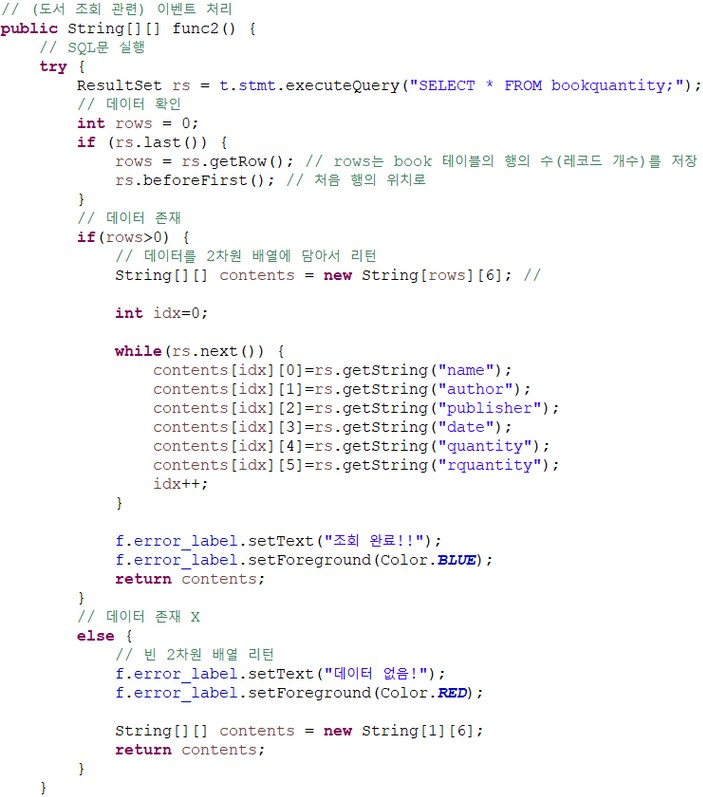 // (도서 조회 관련) 이벤트 처리
public String[][] func2() {
    // SQL문 실행
    try {
        ResultSet rs = t.stmt.executeQuery("SELECT * FROM bookquantity;");
        // 데이터 확인
        int rows = 0;
        if (rs.last()) {
            rows = rs.getRow(); // rows는 book 테이블의 행의 수(레코드 개수)를 저장
            rs.beforeFirst(); // 처음 행의 위치로
        }
        // 데이터 존재
        if(rows>0) {
            // 데이터를 2차원 배열에 담아서 리턴
            String[][] contents = new String[rows][6]; //

            int idx=0;

            while(rs.next()) {
                contents[idx][0]=rs.getString("name");
                contents[idx][1]=rs.getString("author");
                contents[idx][2]=rs.getString("publisher");
                contents[idx][3]=rs.getString("date");
                contents[idx][4]=rs.getString("quantity");
                contents[idx][5]=rs.getString("rquantity");
                idx++;
            }

            f.error_label.setText("조회 완료!!");
            f.error_label.setForeground(Color.BLUE);
            return contents;
        }
        // 데이터 존재 X
        else {
            // 빈 2차원 배열 리턴
            f.error_label.setText("데이터 없음!");
            f.error_label.setForeground(Color.RED);

            String[][] contents = new String[1][6];
            return contents;
        }
    }